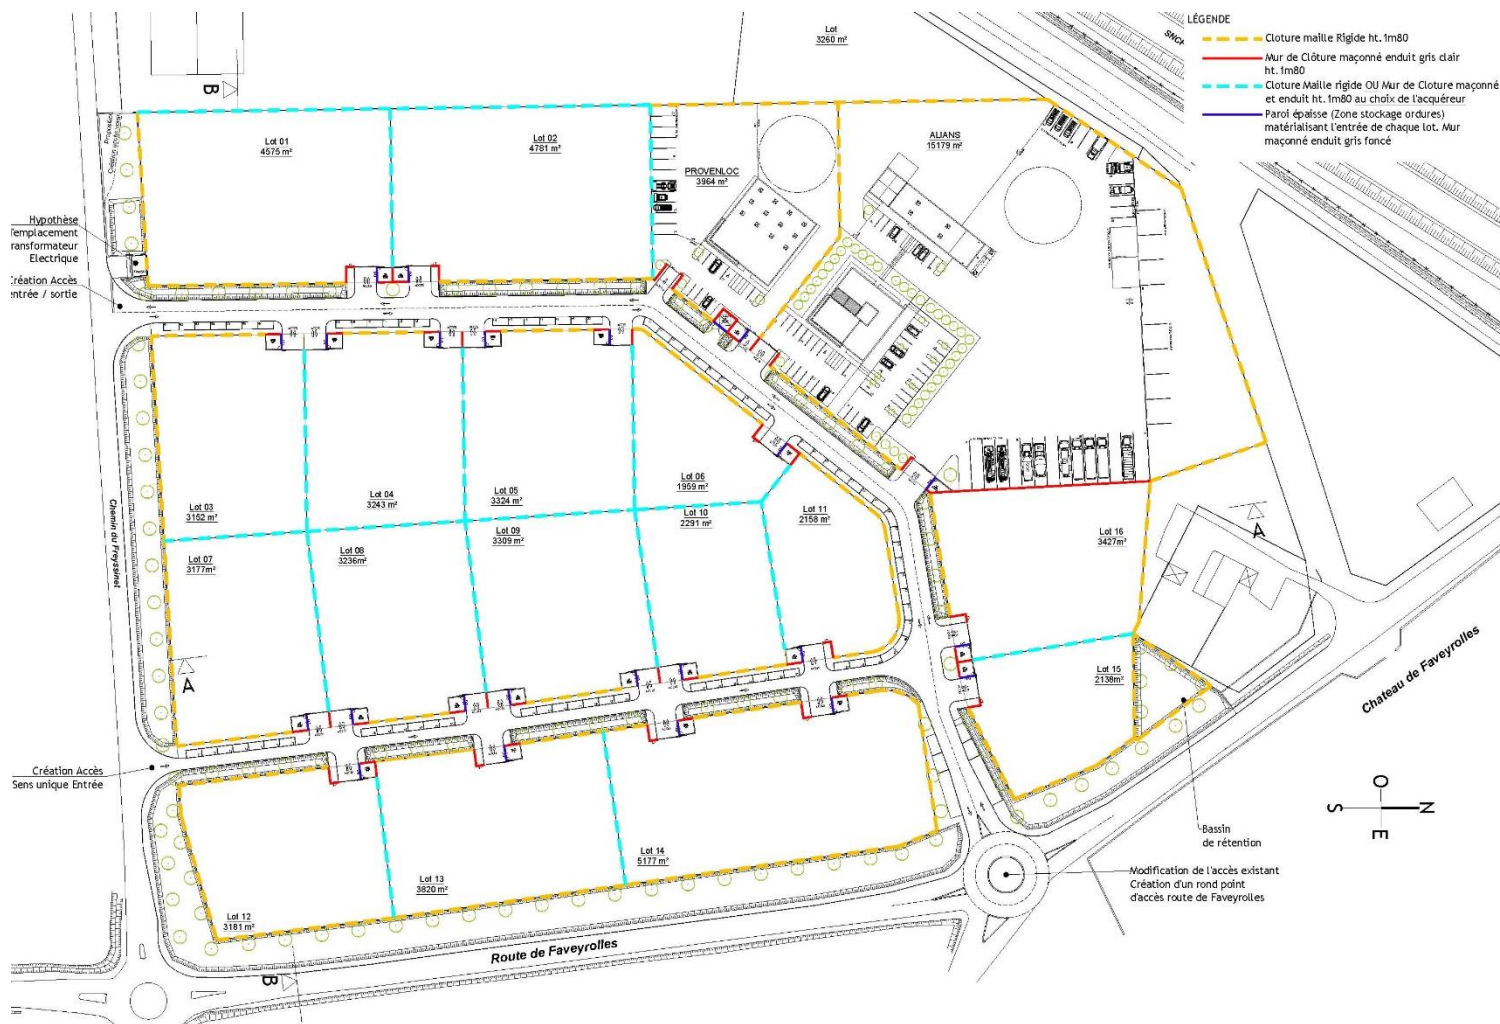 LÉGENDE
Cloture maille Rigide ht.1m80
Mur de Clôture maçonné enduit gris clair
ht.1m80
Cloture Maille rigide OU Mur de Cloture maçonné
et enduit ht.1m80 au choix de l'acquéreur
Paroi épaisse (Zone stockage ordures)
matérialisant l'entrée de chaque lot. Mur
maçonné enduit gris foncé
Lot
3260 m²
B
Lot 01
4575 m²
Lot 02
4781 m²
PROVENLOC
3964 m²
ALIANS
15179 m²
Hypothèse
l'emplacement
ransformateur
Electrique
Création Accès
entrée / sortie
Lot 03
3152 m²
Lot 04
3243 m²
Lot 05
3324 m²
Lot 06
1959 m²
Lot 07
3177m²
Lot 08
3236m²
Lot 09
3309 m²
Lot 10
2291 m²
Lot 11
2158 m²
Lot 16
3427m²
A
Chemin du Freyssinet
A
Lot 15
2138m²
Chateau de Faveyrolles
Création Accès
Sens unique Entrée
Lot 12
3181 m²
Lot 13
3820 m²
Lot 14
5177 m²
Bassin
de rétention
Modification de l'accès existant
Création d'un rond point
d'accès route de Faveyrolles
O
S
N
E
Route de Faveyrolles
B